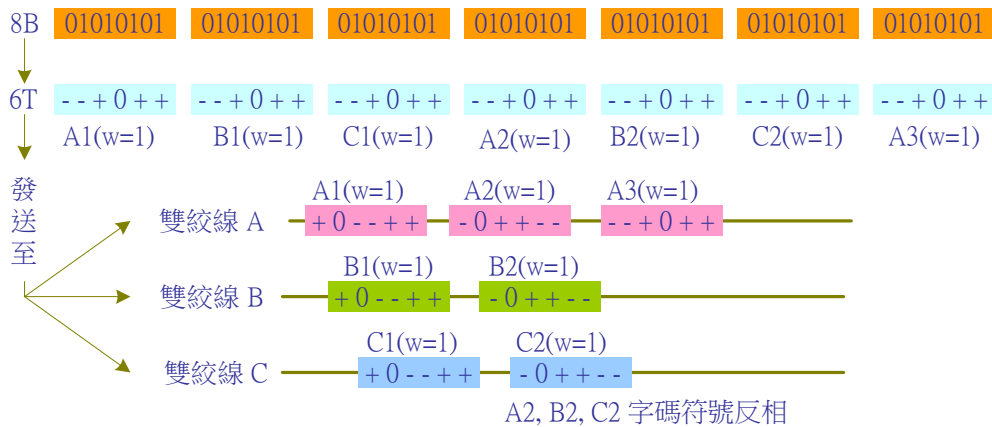 8B 01010101 01010101 01010101 01010101 01010101 01010101 01010101
6T - - + 0 + + - - + 0 + + - - + 0 + + - - + 0 + + - - + 0 + + - - + 0 + + - - + 0 + +
A1(w=1) B1(w=1) C1(w=1) A2(w=1) B2(w=1) C2(w=1) A3(w=1)
發送至
A1(w=1) A2(w=1) A3(w=1)
雙絞線 A + 0 - - + + - 0 + + - - - - + 0 + +
B1(w=1) B2(w=1)
雙絞線 B + 0 - - + + - 0 + + - -
C1(w=1) C2(w=1)
雙絞線 C + 0 - - + + - 0 + + - -
A2, B2, C2 字碼符號反相